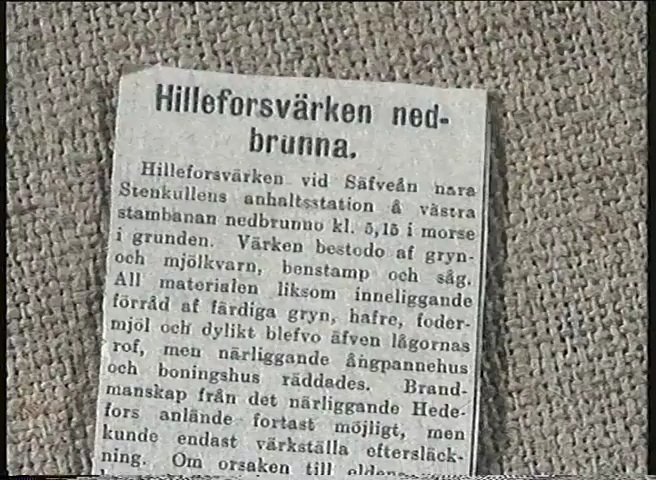 Hilleforsvärken ned-
brunna.
Hilleforsvärken vid Säfveån nära
Stenkullens anhaltsstation å västra
stambanan nedbrunno kl. 5,15 i morse
i grunden. Värken bestodo af gryn-
och mjölkvarn, benstamp och såg.
All materialen liksom inneliggande
förråd af färdiga gryn, hafre, foder-
mjöl och dylikt blefvo äfven lågornas
rof, men närliggande ångpannehus
och boningshus räddades. Brand-
manskap från det närliggande Hede-
fors anlände fortast möjligt, men
kunde endast värkställa eftersläck-
ning. Om orsaken till